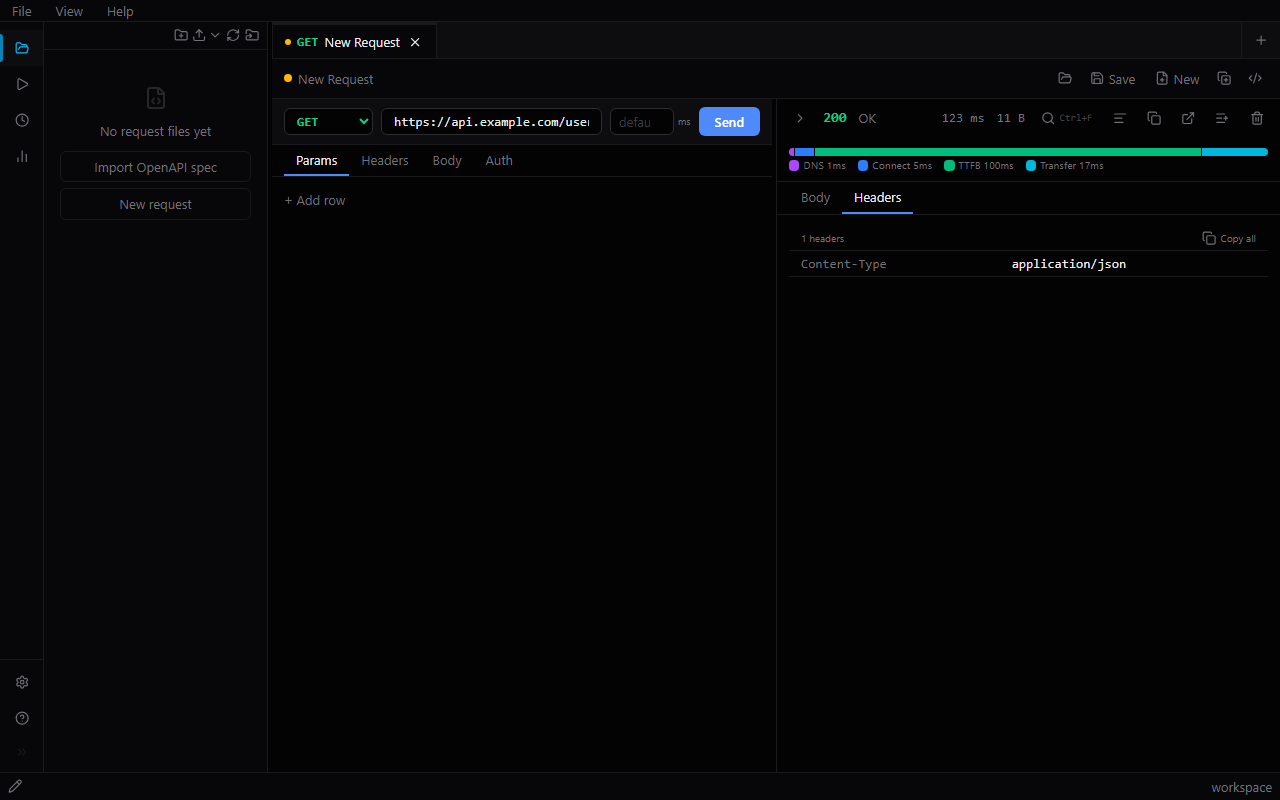 File View Help
GET New Request
New Request
Save New
No request files yet
Import OpenAPI spec
New request
GET https://api.example.com/use defau ms Send
Params Headers Body Auth
+ Add row
200 OK 123 ms 11 B Ctrl+F
DNS 1ms Connect 5ms TTFB 100ms Transfer 17ms
Body Headers
1 headers Copy all
Content-Type application/json
workspace